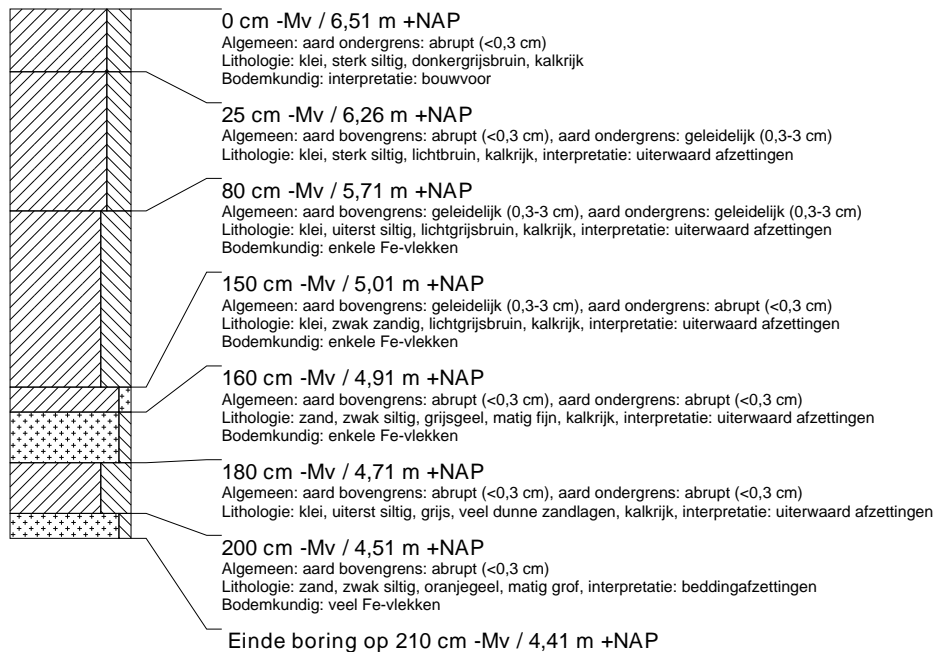 0 cm -Mv / 6,51 m +NAP
Algemeen: aard ondergrens: abrupt (<0,3 cm)
Lithologie: klei, sterk siltig, donkergrijsbruin, kalkrijk
Bodemkundig: interpretatie: bouwvoor
25 cm -Mv / 6,26 m +NAP
Algemeen: aard bovengrens: abrupt (<0,3 cm), aard ondergrens: geleidelijk (0,3-3 cm)
Lithologie: klei, sterk siltig, lichtbruin, kalkrijk, interpretatie: uiterwaard afzettingen
80 cm -Mv / 5,71 m +NAP
Algemeen: aard bovengrens: geleidelijk (0,3-3 cm), aard ondergrens: geleidelijk (0,3-3 cm)
Lithologie: klei, uiterst siltig, lichtgrijsbruin, kalkrijk, interpretatie: uiterwaard afzettingen
Bodemkundig: enkele Fe-vlekken
150 cm -Mv / 5,01 m +NAP
Algemeen: aard bovengrens: geleidelijk (0,3-3 cm), aard ondergrens: abrupt (<0,3 cm)
Lithologie: klei, zwak zandig, lichtgrijsbruin, kalkrijk, interpretatie: uiterwaard afzettingen
Bodemkundig: enkele Fe-vlekken
160 cm -Mv / 4,91 m +NAP
Algemeen: aard bovengrens: abrupt (<0,3 cm), aard ondergrens: abrupt (<0,3 cm)
Lithologie: zand, zwak siltig, grijsgeel, matig fijn, kalkrijk, interpretatie: uiterwaard afzettingen
Bodemkundig: enkele Fe-vlekken
180 cm -Mv / 4,71 m +NAP
Algemeen: aard bovengrens: abrupt (<0,3 cm), aard ondergrens: abrupt (<0,3 cm)
Lithologie: klei, uiterst siltig, grijs, veel dunne zandlagen, kalkrijk, interpretatie: uiterwaard afzettingen
200 cm -Mv / 4,51 m +NAP
Algemeen: aard bovengrens: abrupt (<0,3 cm)
Lithologie: zand, zwak siltig, oranjegeel, matig grof, interpretatie: beddingafzettingen
Bodemkundig: veel Fe-vlekken
Einde boring op 210 cm -Mv / 4,41 m +NAP